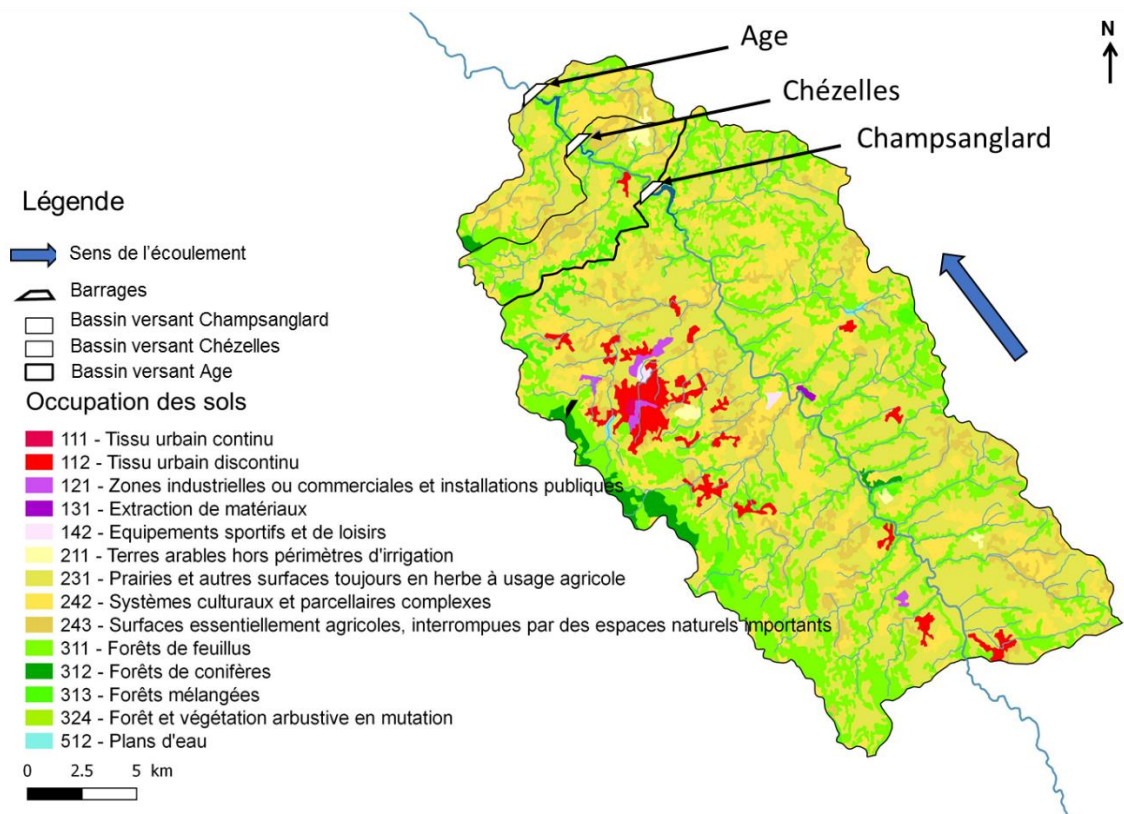 Age
N
Chézelles
Champsanglard
Légende
Sens de l'écoulement
Barrages
Bassin versant Champsanglard
Bassin versant Chézelles
Bassin versant Age
Occupation des sols
111 - Tissu urbain continu
112 - Tissu urbain discontinu
121 - Zones industrielles ou commerciales et installations publiques
131 - Extraction de matériaux
142 - Equipements sportifs et de loisirs
211 - Terres arables hors périmètres d'irrigation
231 - Prairies et autres surfaces toujours en herbe à usage agricole
242 - Systèmes culturaux et parcellaires complexes
243 - Surfaces essentiellement agricoles, interrompues par des espaces naturels importants
311 - Forêts de feuillus
312 - Forêts de conifères
313 - Forêts mélangées
324 - Forêt et végétation arbustive en mutation
512 - Plans d'eau
0 2.5 5 km